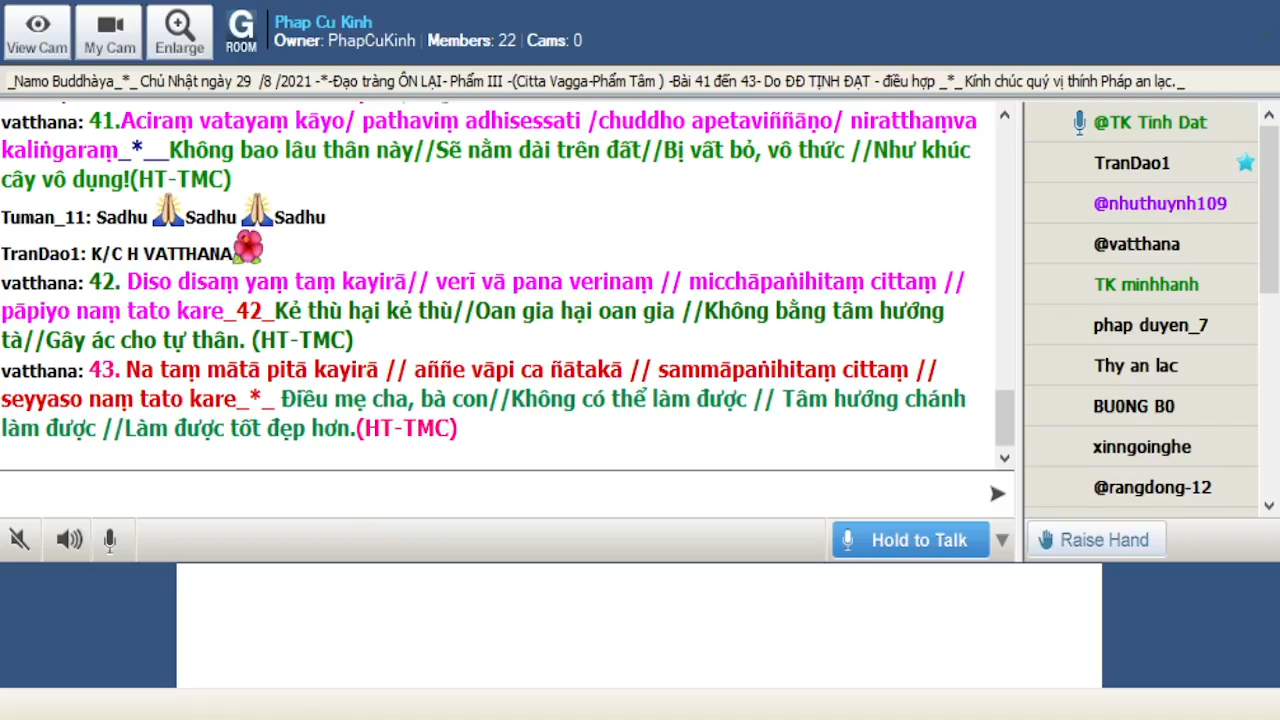 View Cam
My Cam
Enlarge
G
ROOM
Phap Cu Kinh
Owner: PhapCuKinh | Members: 22 | Cams: 0
_Namo Buddhàya_*_ Chủ Nhật ngày 29 /8 /2021 -*-Đạo tràng ÔN LẠI- Phẩm III -(Citta Vagga-Phẩm Tâm ) -Bài 41 đến 43- Do ĐĐ TỊNH ĐẠT - điều hợp _*_Kính chúc quý vị thính Pháp an lạc._
vatthana: 41.Aciraṃ vatayaṃ kāyo/ pathaviṃ adhisessati /chuddho apetaviññāṇo/ niratthaṃva
kaliṅgaraṃ_*__Không bao lâu thân này//Sẽ nằm dài trên đất//Bị vất bỏ, vô thức //Như khúc
cây vô dụng!(HT-TMC)
Tuman_11: Sadhu Sadhu Sadhu
TranDao1: K/C H VATTHANA
vatthana: 42. Diso disaṃ yaṃ taṃ kayirā// verī vā pana verinaṃ // micchāpaṅihitaṃ cittaṃ //
pāpiyo naṃ tato kare_42_Kẻ thù hại kẻ thù//Oan gia hại oan gia //Không bằng tâm hướng
tà//Gây ác cho tự thân. (HT-TMC)
vatthana: 43. Na taṃ mātā pitā kayirā // aññe vāpi ca ñātakā // sammāpaṅihitaṃ cittaṃ //
seyyaso naṃ tato kare_*_ Điều mẹ cha, bà con//Không có thể làm được // Tâm hướng chánh
làm được //Làm được tốt đẹp hơn.(HT-TMC)
@TK Tinh Dat
TranDao1
@nhuthuynh109
@vatthana
TK minhhanh
phap duyen_7
Thy an lac
BU0NG B0
xinngoinghe
@rangdong-12
Hold to Talk
Raise Hand